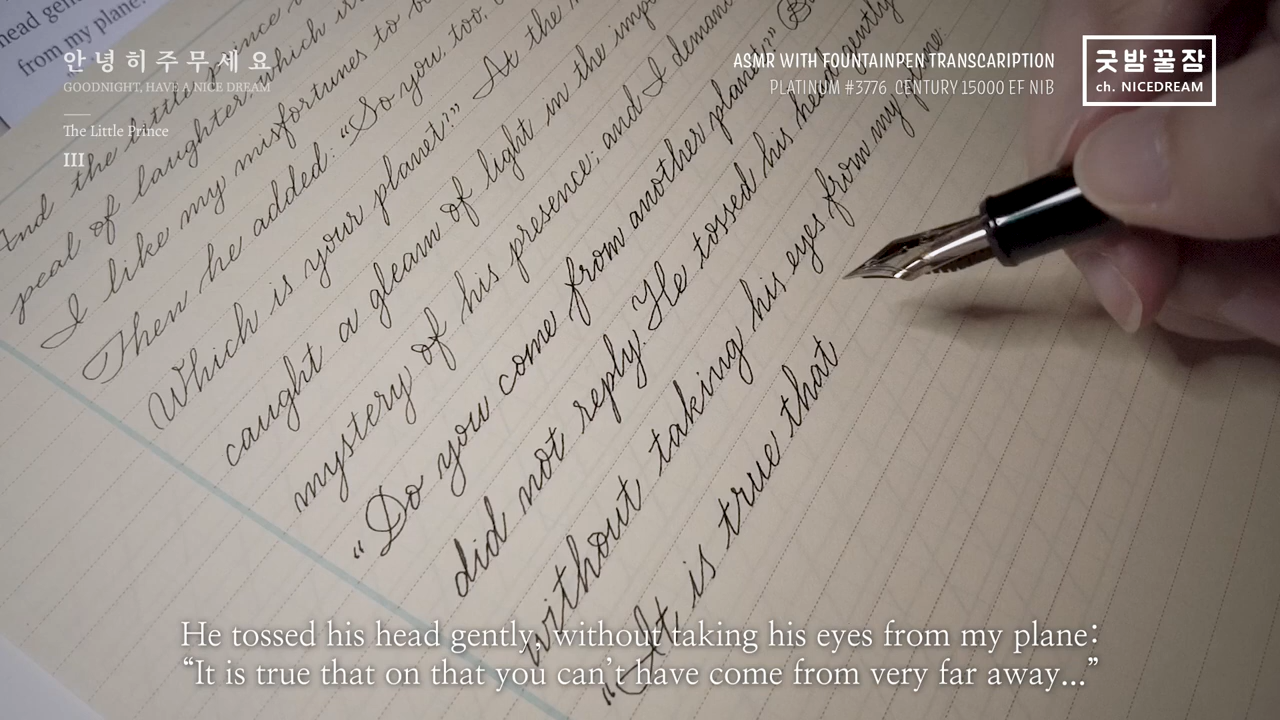 head gen
from my plane:
안녕히주무세요
GOODNIGHT, HAVE A NICE DREAM
The Little Prince
III
ASMR WITH FOUNTAINPEN TRANSCARIPTION
PLATINUM #3776 CENTURY 15000 EF NIB
굿밤꿀잠
ch. NICEDREAM
And the little prince
peal of laughter, which
I like my misfortunes to be
Then he added: “So you, too,
Which is your planet?” At the
caught a gleam of light in the
mystery of his presence; and I
“Do you come from another planet?”
did not reply. He tossed his head gently
without taking his eyes from my plane
“It is true that
He tossed his head gently, without taking his eyes from my plane:
“It is true that on that you can't have come from very far away...”